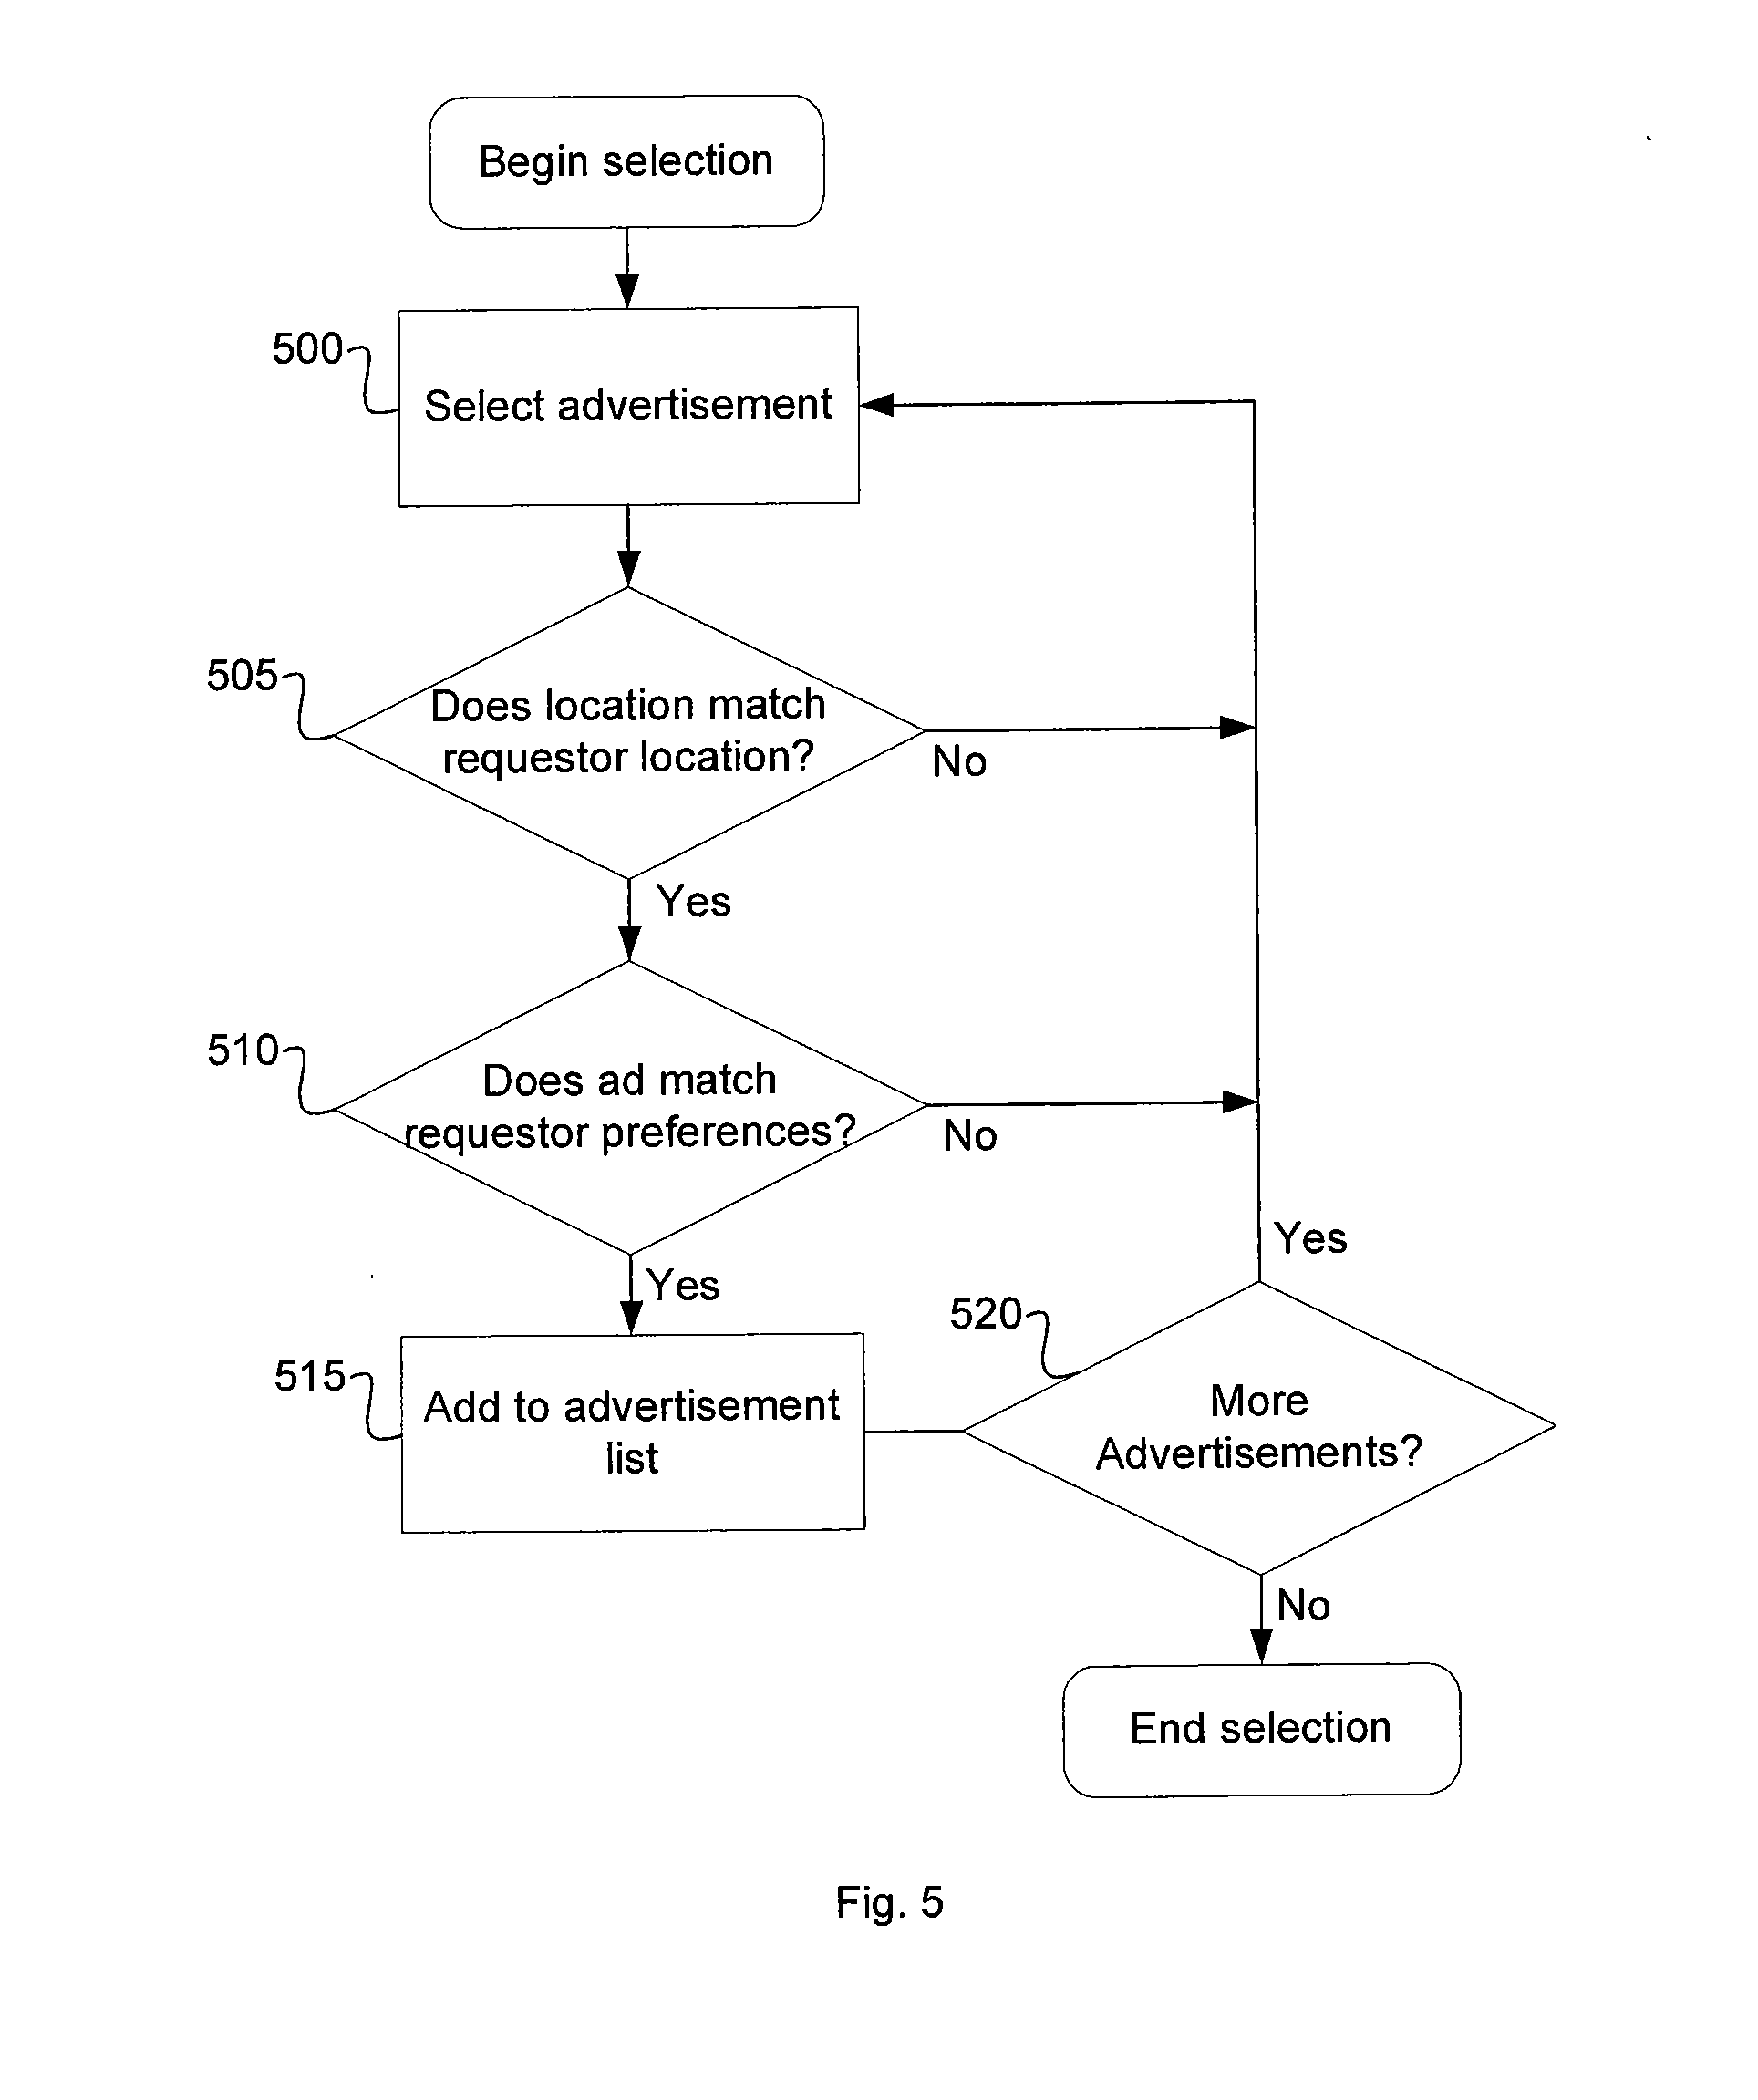 Begin selection
500
Select advertisement
505
Does location match
requestor location?
No
Yes
510
Does ad match
requestor preferences?
No
Yes
Yes
515
Add to advertisement
list
520
More
Advertisements?
No
End selection
Fig. 5